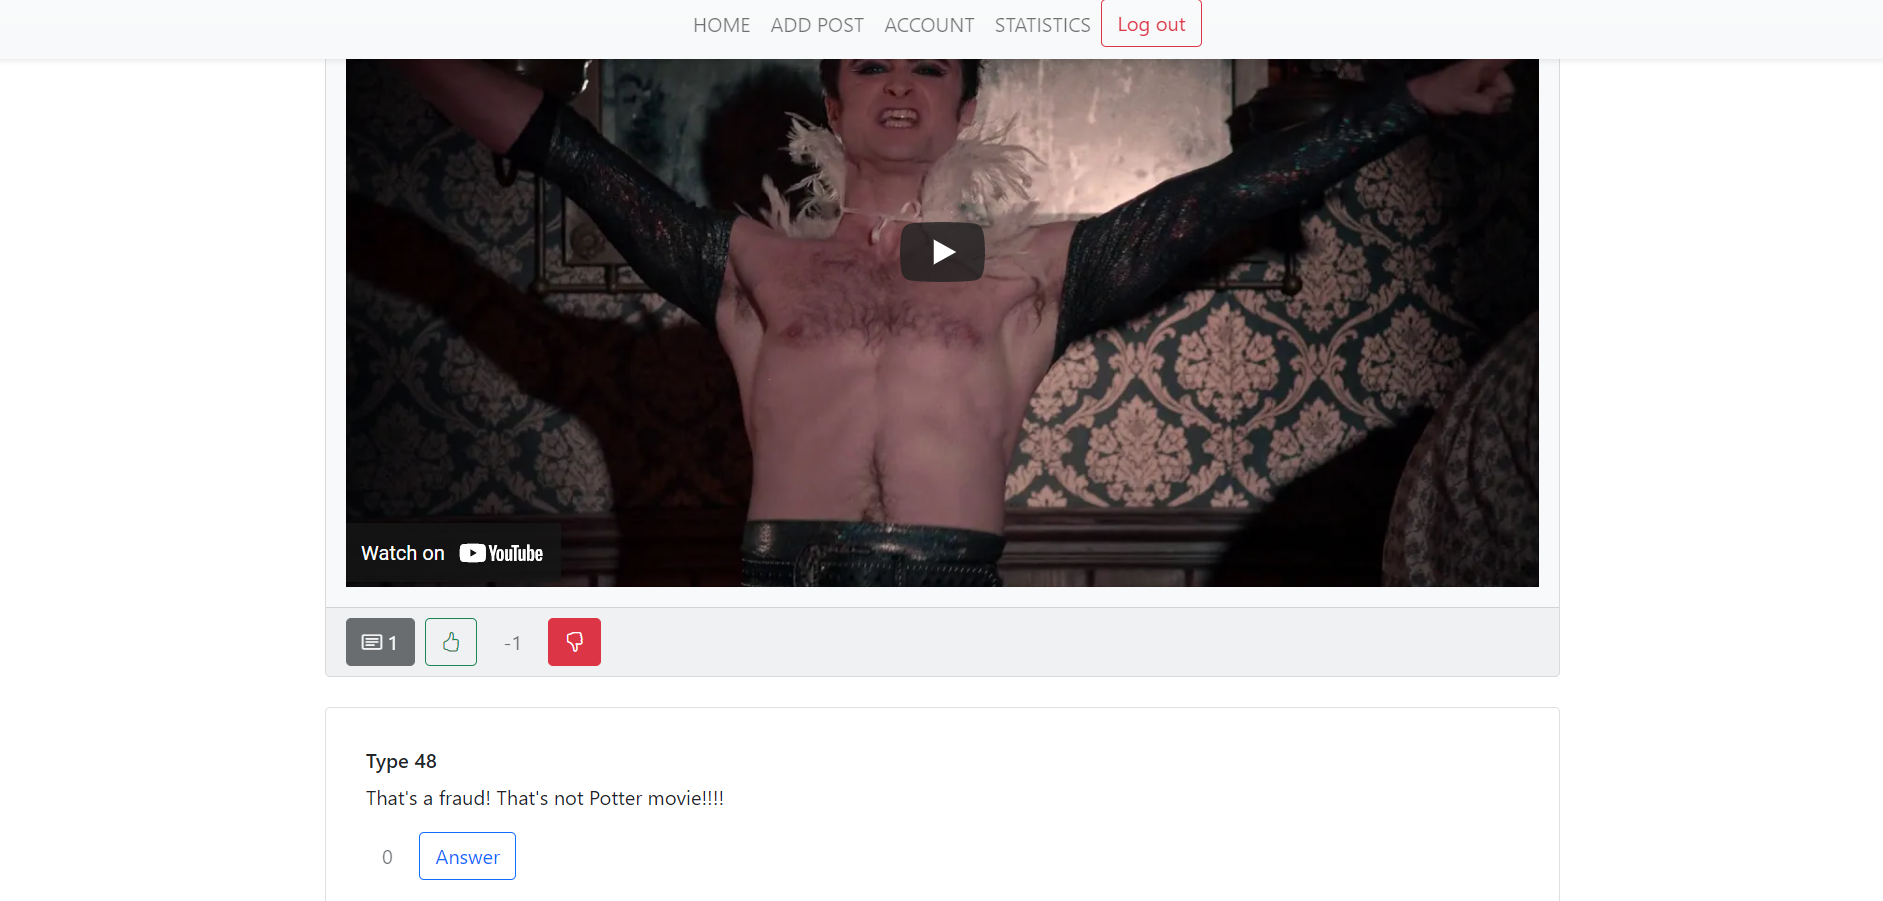 HOME ADD POST ACCOUNT STATISTICS Log out
Watch on YouTube
1 -1
Type 48
That's a fraud! That's not Potter movie!!!!
0 Answer